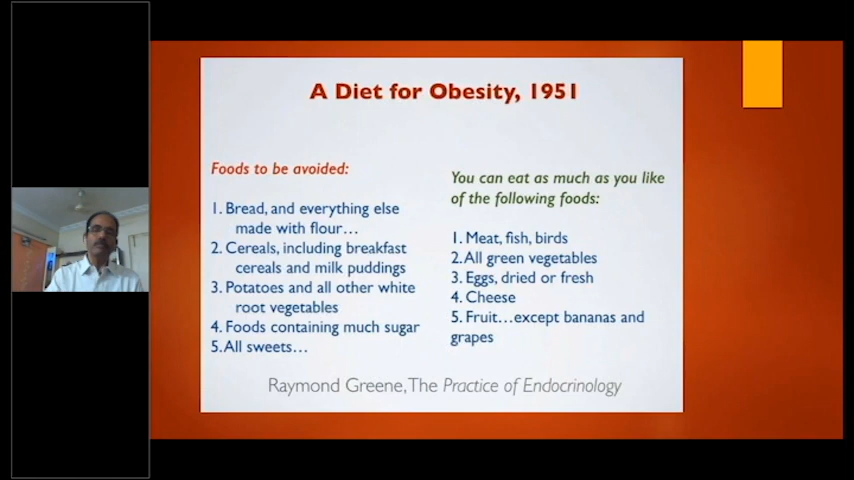 A Diet for Obesity, 1951
Foods to be avoided:
1. Bread, and everything else
made with flour...
2. Cereals, including breakfast
cereals and milk puddings
3. Potatoes and all other white
root vegetables
4. Foods containing much sugar
5. All sweets...
You can eat as much as you like
of the following foods:
1. Meat, fish, birds
2. All green vegetables
3. Eggs, dried or fresh
4. Cheese
5. Fruit...except bananas and
grapes
Raymond Greene, The Practice of Endocrinology